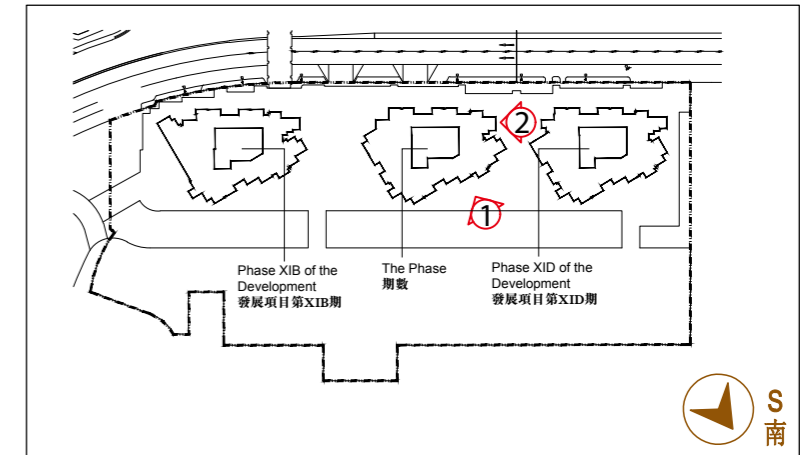 2
1
Phase XIB of the
Development
發展項目第XIB期
The Phase
期數
Phase XID of the
Development
發展項目第XID期
S
南